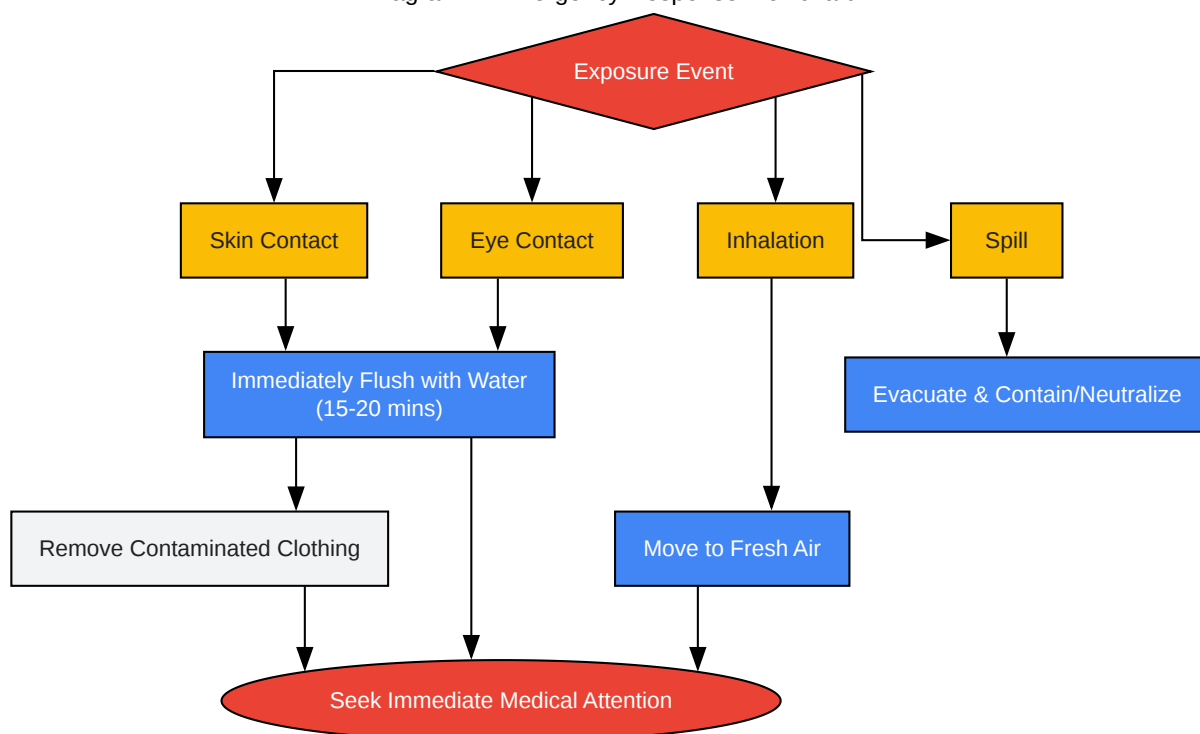 Exposure Event
Skin Contact
Eye Contact
Inhalation
Spill
Immediately Flush with Water
(15-20 mins)
Evacuate & Contain/Neutralize
Remove Contaminated Clothing
Move to Fresh Air
Seek Immediate Medical Attention